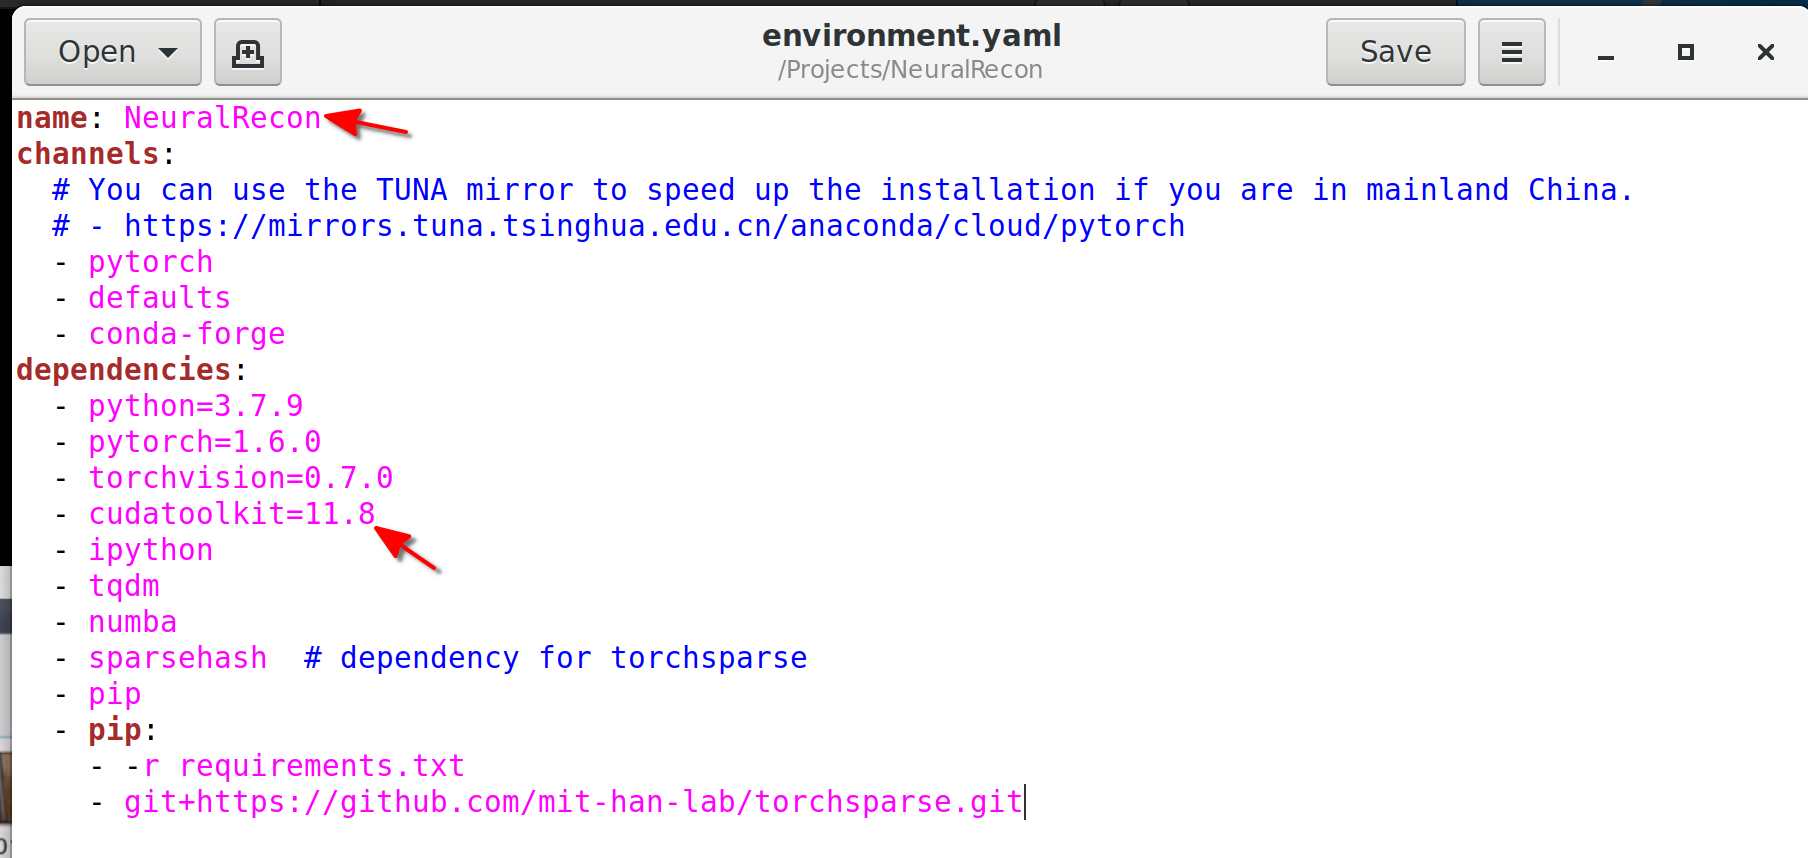 Open
environment.yaml
/Projects/NeuralRecon
Save
name: NeuralRecon
channels:
# You can use the TUNA mirror to speed up the installation if you are in mainland China.
# - https://mirrors.tuna.tsinghua.edu.cn/anaconda/cloud/pytorch
- pytorch
- defaults
- conda-forge
dependencies:
- python=3.7.9
- pytorch=1.6.0
- torchvision=0.7.0
- cudatoolkit=11.8
- ipython
- tqdm
- numba
- sparsehash  # dependency for torchsparse
- pip
- pip:
- -r requirements.txt
- git+https://github.com/mit-han-lab/torchsparse.git